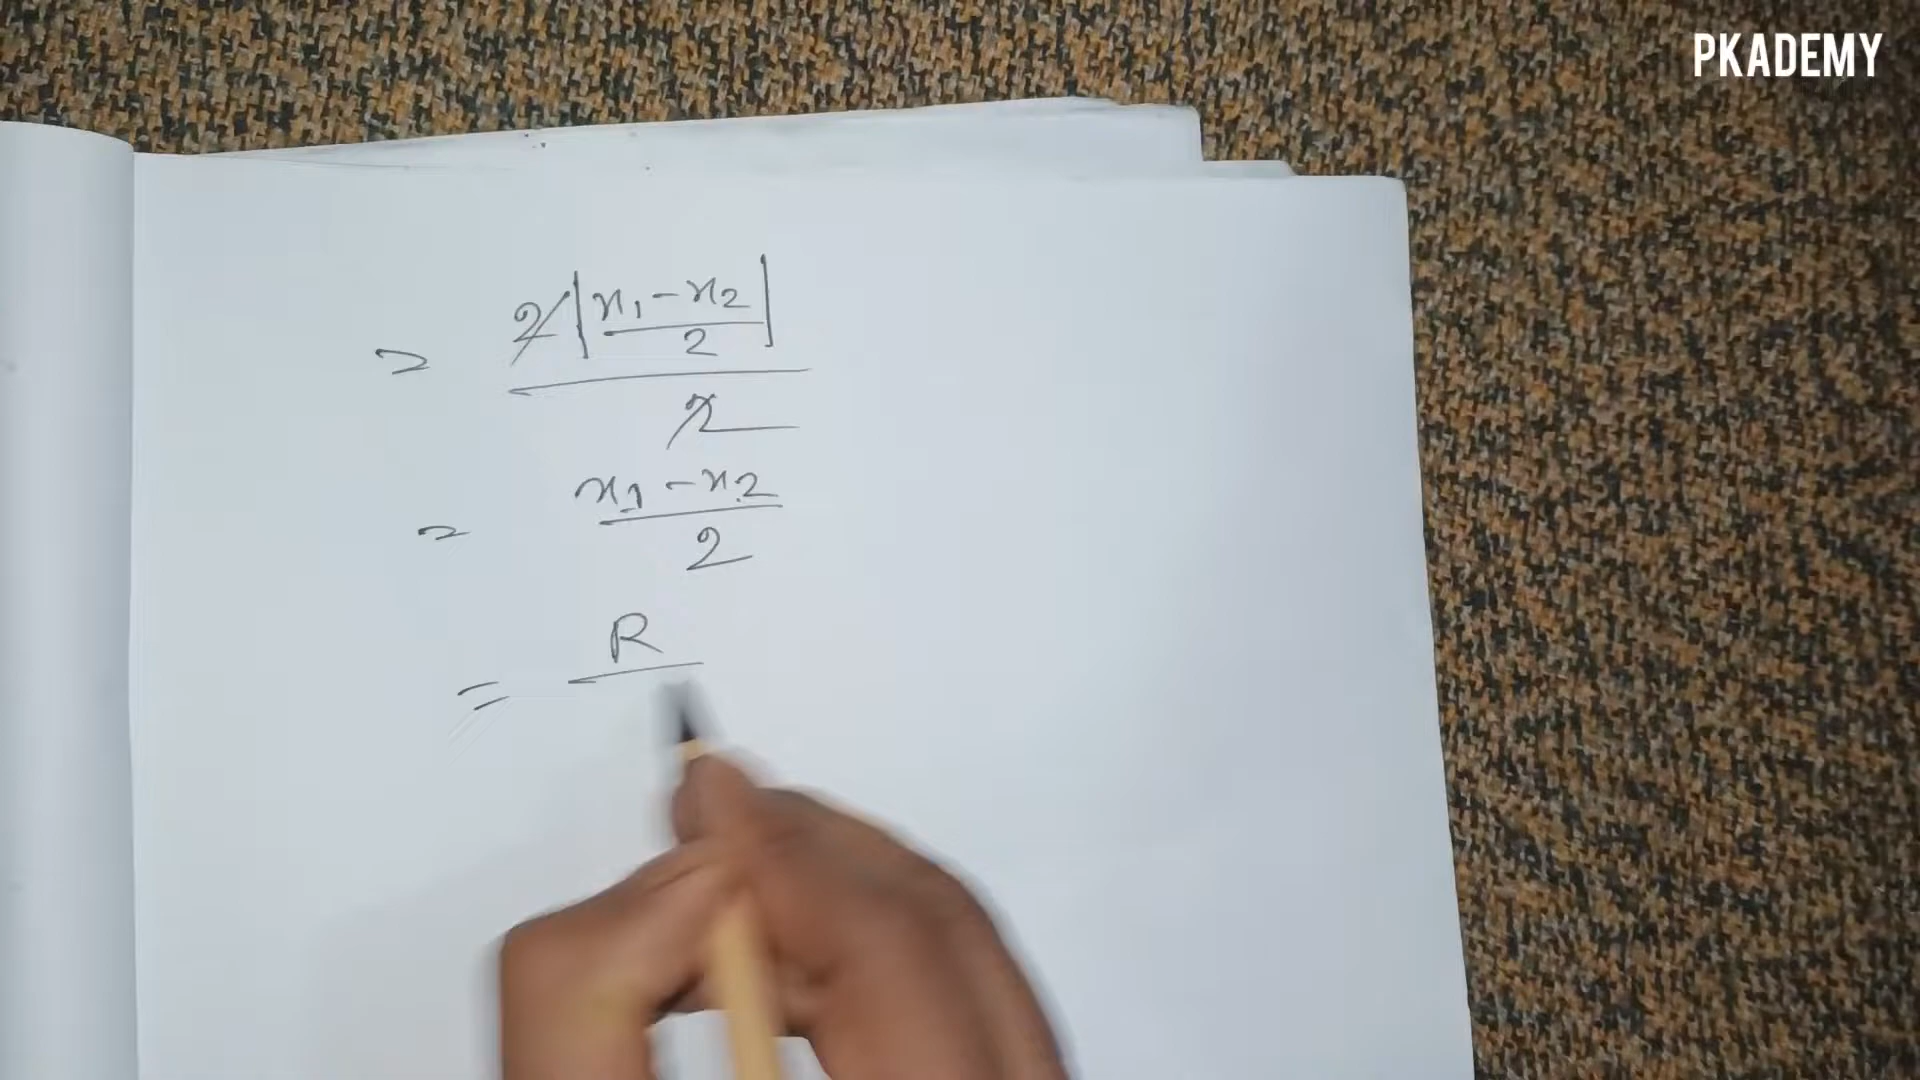 PKADEMY
= 2|x₁-x₂/2| / 2
= x₁-x₂ / 2
= R /